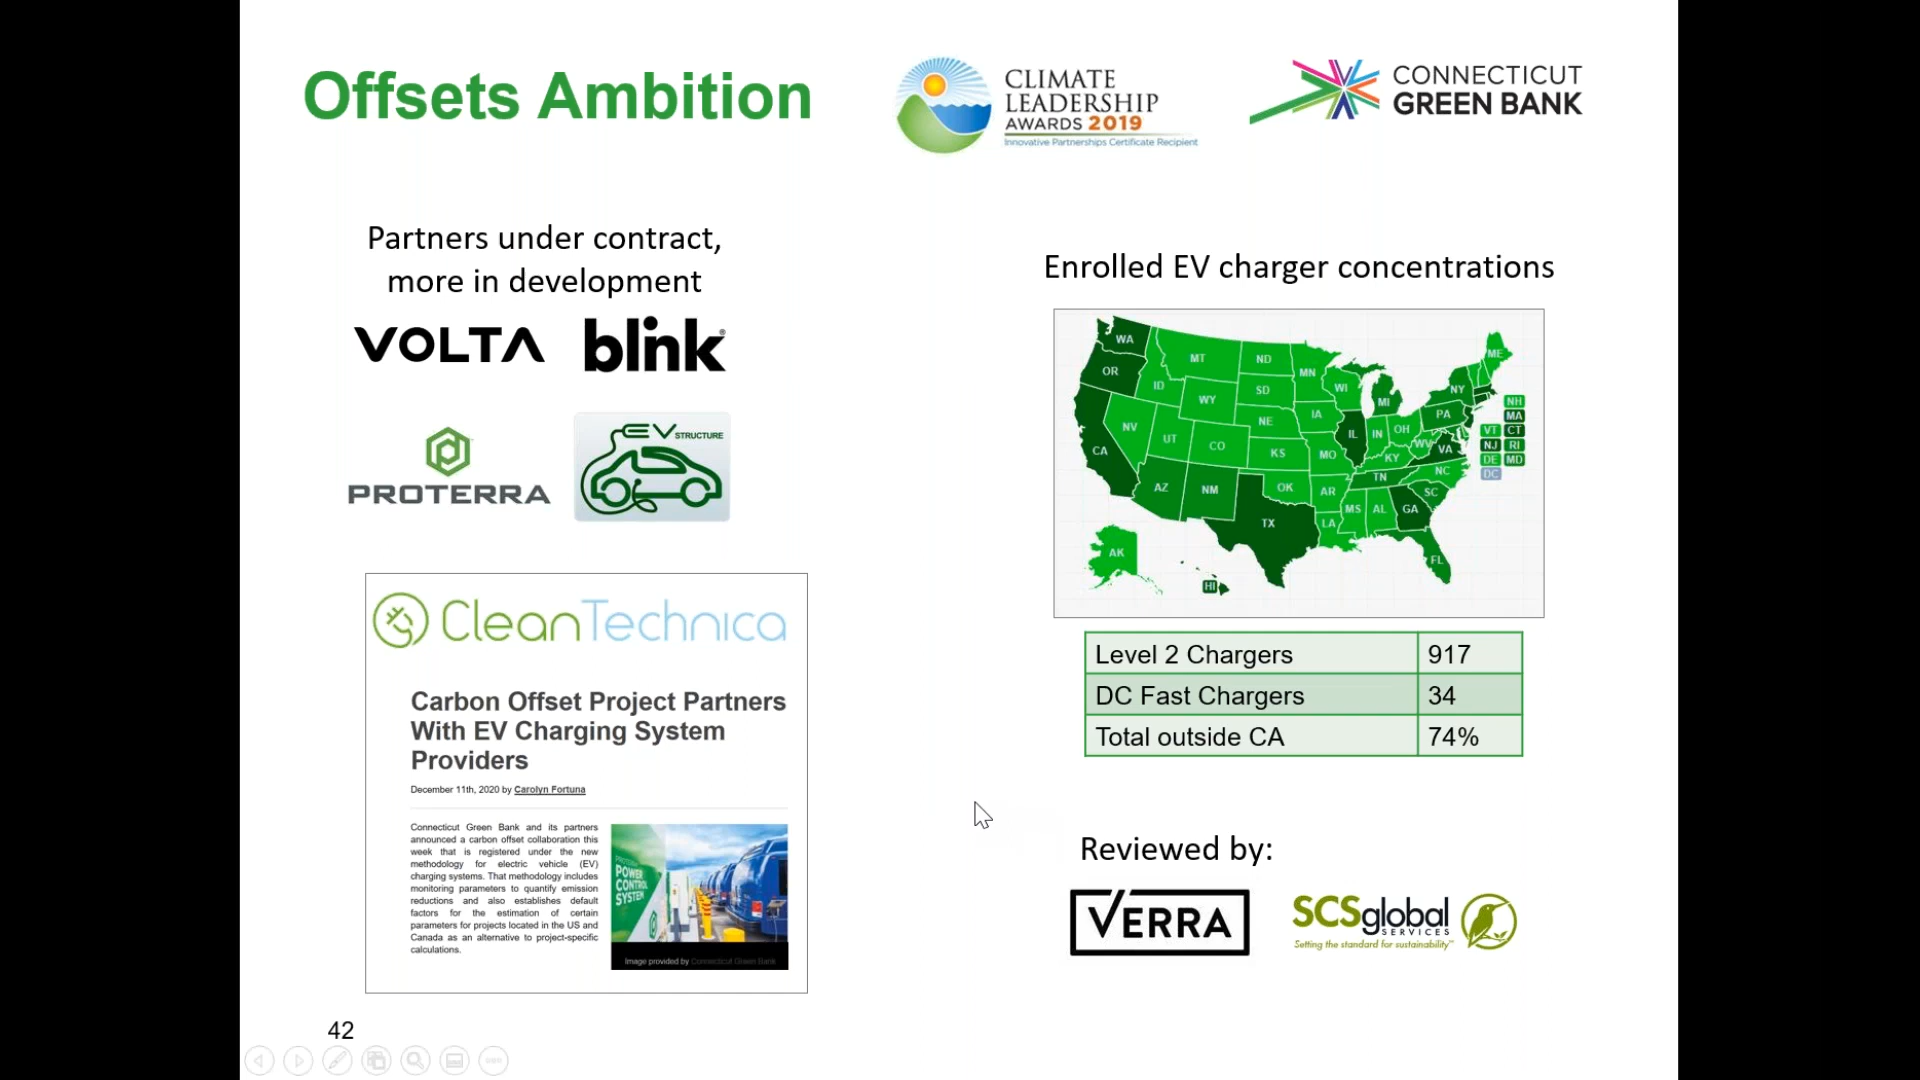 Offsets Ambition
CLIMATE
LEADERSHIP
AWARDS 2019
Innovative Partnerships Certificate Recipient
CONNECTICUT
GREEN BANK
Partners under contract,
more in development
VOLTA
blink
PROTERRA
EV STRUCTURE
CleanTechnica
Carbon Offset Project Partners
With EV Charging System
Providers
December 11th, 2020 by Carolyn Fortuna
Connecticut Green Bank and its partners
announced a carbon offset collaboration this
week that is registered under the new
methodology for electric vehicle (EV)
charging systems. That methodology includes
monitoring parameters to quantify emission
reductions and also establishes default
factors for the estimation of certain
parameters for projects located in the US and
Canada as an alternative to project-specific
calculations.
PROTERRA
POWER
CONTROL
SYSTEM
Image provided by Connecticut Green Bank
Enrolled EV charger concentrations
WA
MT
ND
MN
ME
OR
ID
SD
WI
MI
NY
WY
NE
IA
PA
NV
UT
CO
KS
MO
IL
IN
OH
WV
VA
KY
CA
AZ
NM
OK
AR
TN
NC
SC
MS
AL
GA
TX
LA
FL
AK
HI
NH
MA
VT CT
NJ RI
DE MD
DC
Level 2 Chargers 917
DC Fast Chargers 34
Total outside CA 74%
Reviewed by:
VERRA
SCSglobal
SERVICES
Setting the standard for sustainability™
42